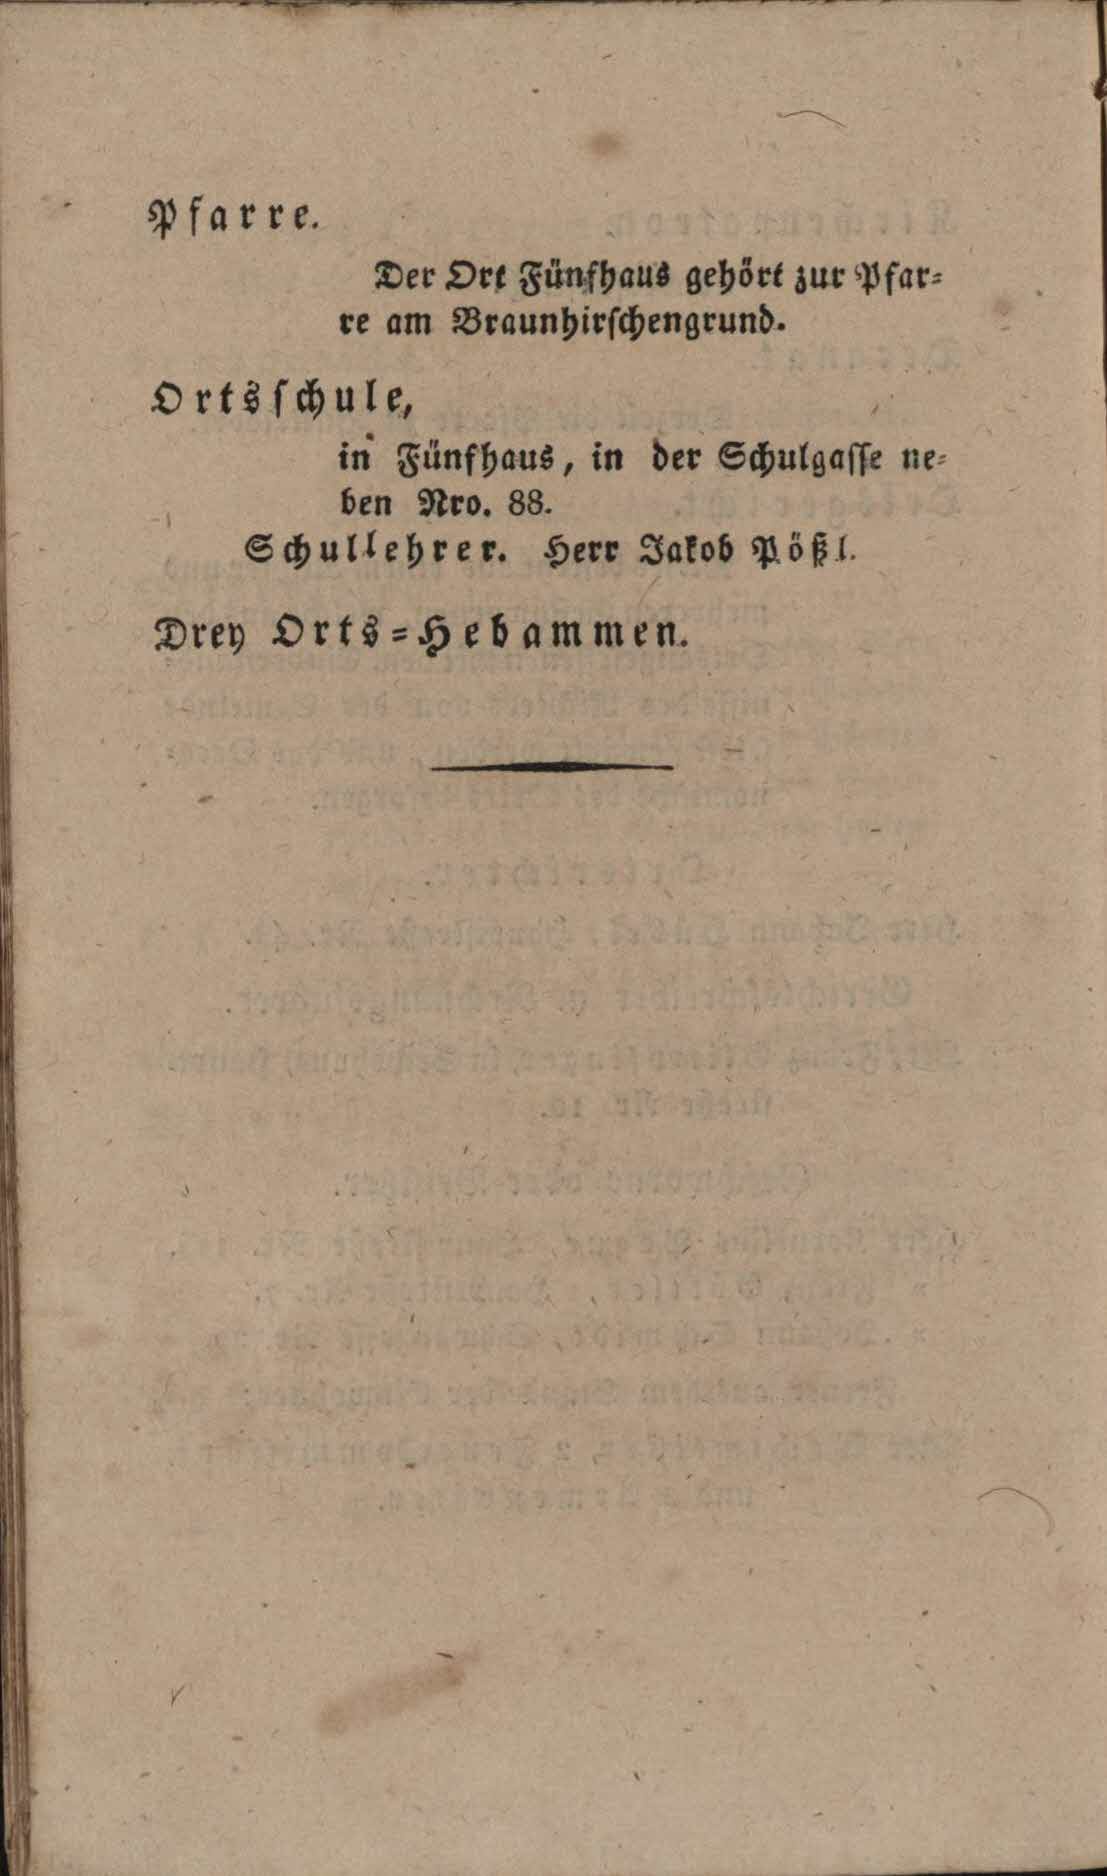 Pfarre.
Der Ort Fünfhaus gehört zur Pfar-
re am Braunhirschengrund.
Ortsschule,
in Fünfhaus, in der Schulgasse ne-
ben Nro. 88.
Schullehrer. Herr Jakob Pößl.
Drey Orts-Hebammen.